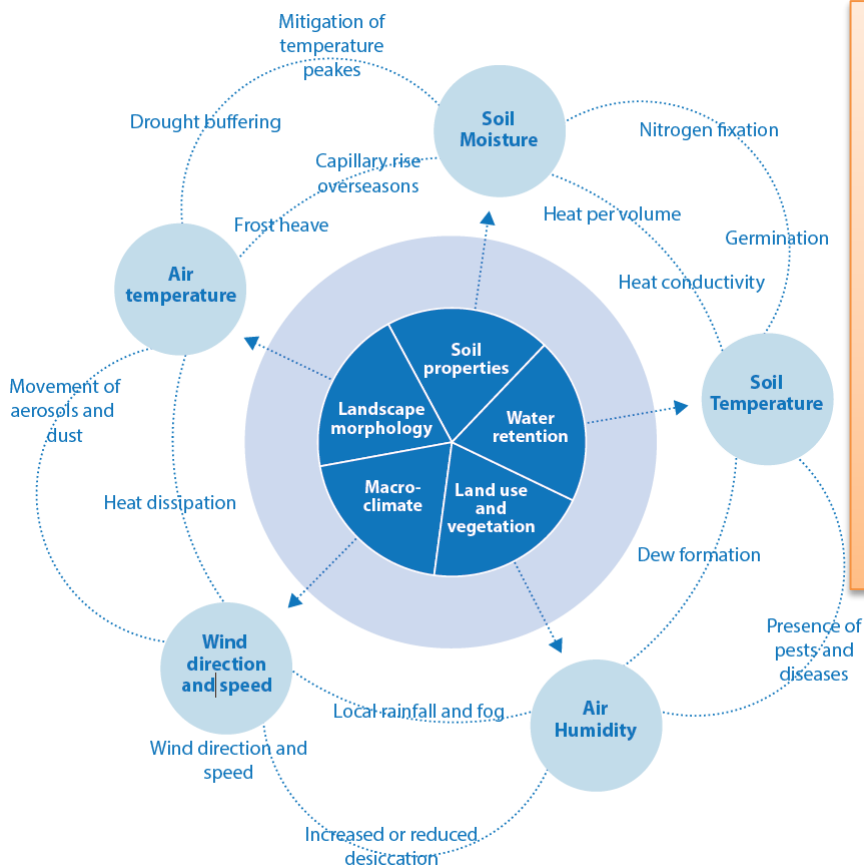 Mitigation of
temperature
peakes
Drought buffering
Soil
Moisture
Nitrogen fixation
Capillary rise
overseasons
Frost heave
Heat per volume
Germination
Heat conductivity
Air
temperature
Soil
properties
Landscape
morphology
Water
retention
Macro-
climate
Land use
and
vegetation
Soil
Temperature
Movement of
aerosols and
dust
Heat dissipation
Dew formation
Presence of
pests and
diseases
Wind
direction
and speed
Local rainfall and fog
Air
Humidity
Wind direction and
speed
Increased or reduced
desiccation